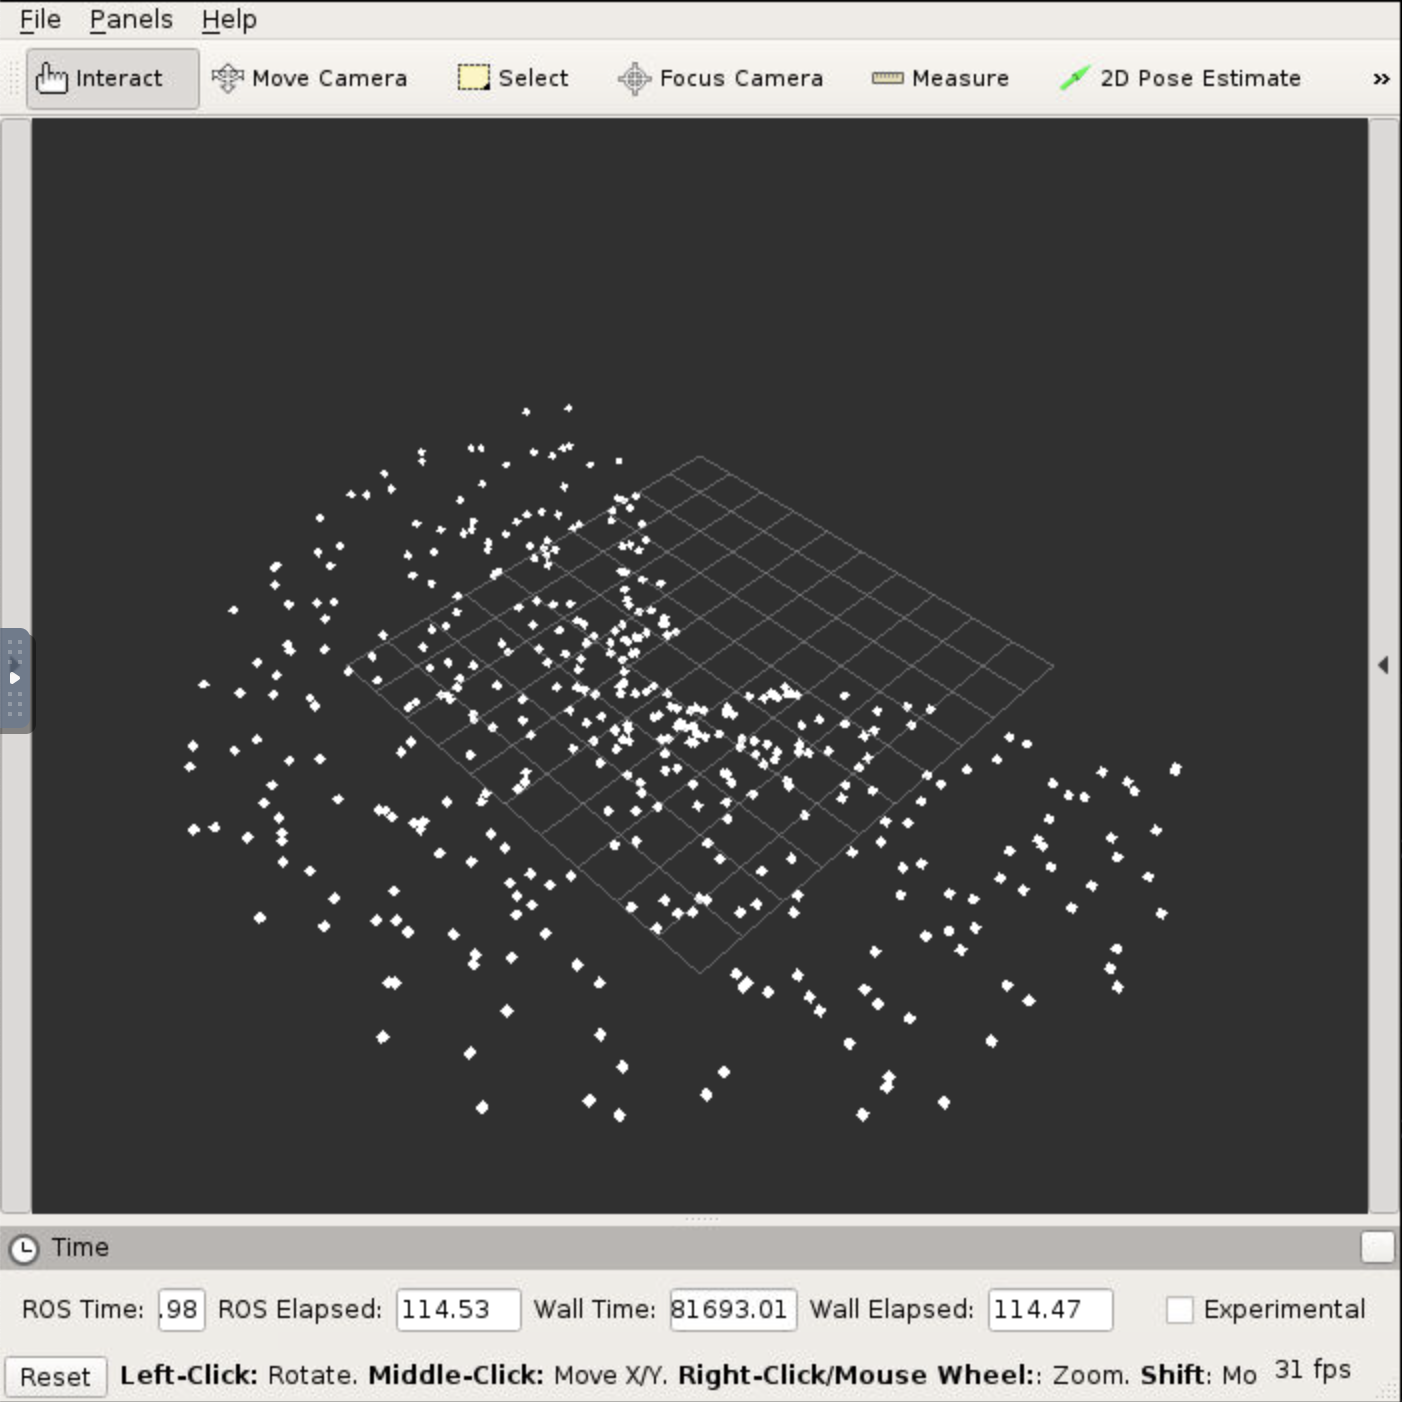 File Panels Help
Interact Move Camera Select Focus Camera Measure 2D Pose Estimate »
Time
ROS Time: .98 ROS Elapsed: 114.53 Wall Time: 81693.01 Wall Elapsed: 114.47 Experimental
Reset Left-Click: Rotate. Middle-Click: Move X/Y. Right-Click/Mouse Wheel:: Zoom. Shift: Mo 31 fps